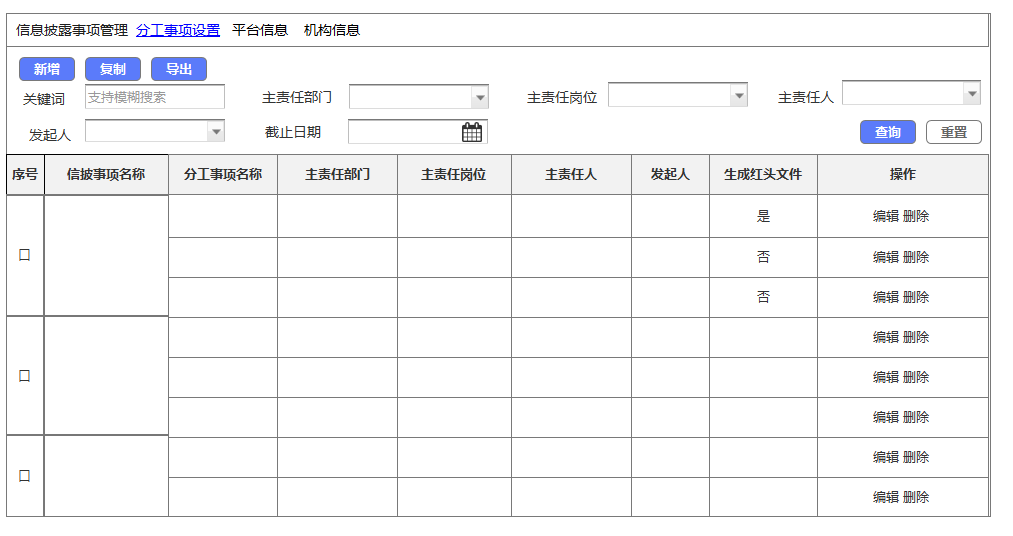 信息披露事项管理 分工事项设置 平台信息 机构信息
新增 复制 导出
关键词 支持模糊搜索 主责任部门 主责任岗位 主责任人
发起人 截止日期 查询 重置
序号 信披事项名称 分工事项名称 主责任部门 主责任岗位 主责任人 发起人 生成红头文件 操作
是 编辑 删除
否 编辑 删除
否 编辑 删除
编辑 删除
编辑 删除
编辑 删除
编辑 删除
编辑 删除